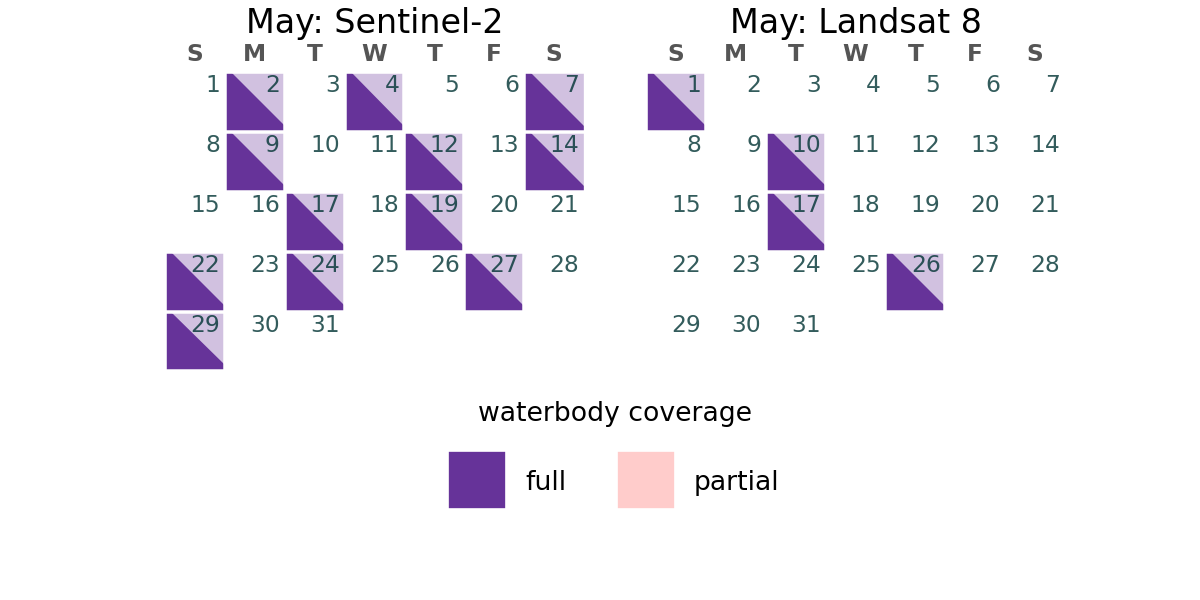 May: Sentinel-2
S M T W T F S
1 2 3 4 5 6 7
8 9 10 11 12 13 14
15 16 17 18 19 20 21
22 23 24 25 26 27 28
29 30 31
May: Landsat 8
S M T W T F S
1 2 3 4 5 6 7
8 9 10 11 12 13 14
15 16 17 18 19 20 21
22 23 24 25 26 27 28
29 30 31
waterbody coverage
full
partial